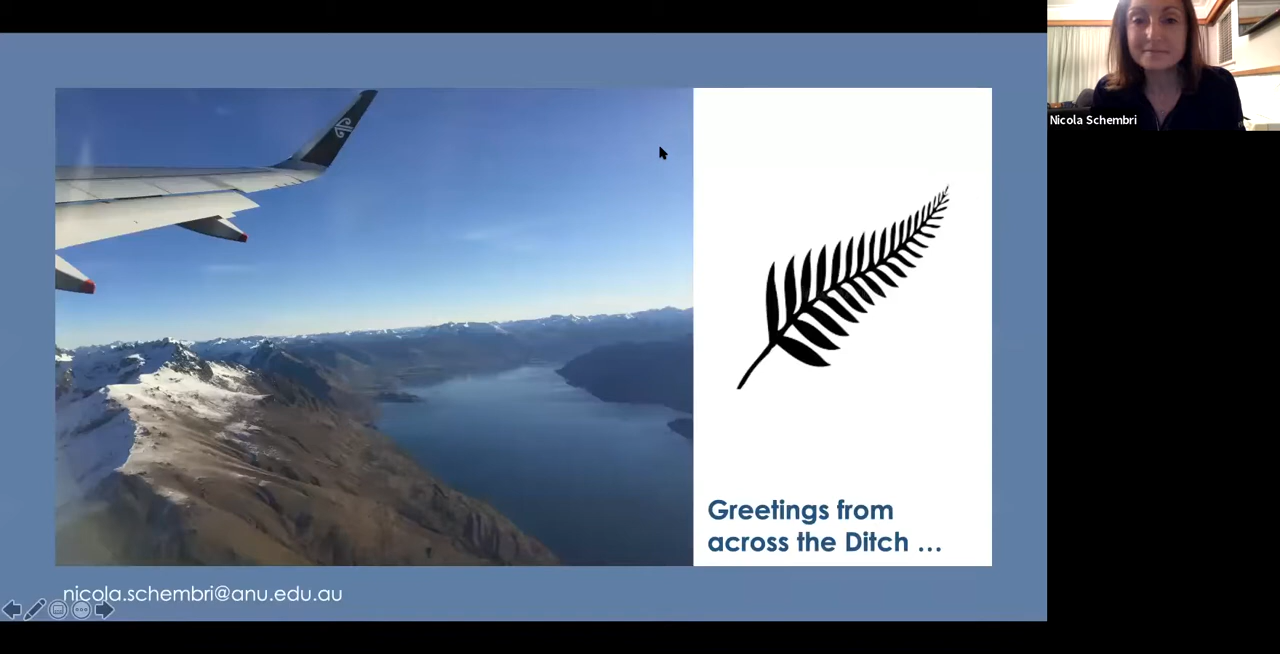 Nicola Schembri
Greetings from
across the Ditch …
nicola.schembri@anu.edu.au